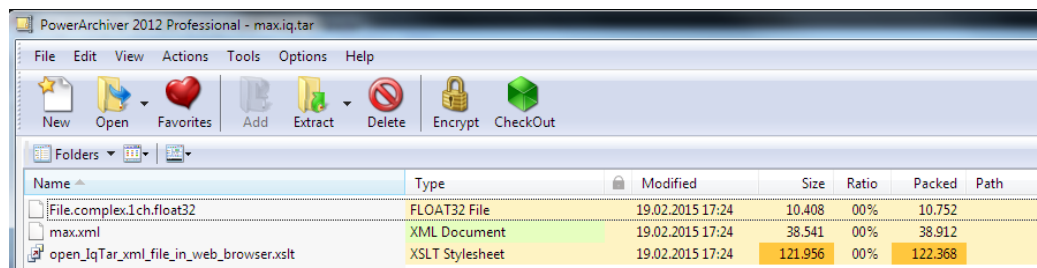 PowerArchiver 2012 Professional - max.iq.tar
File Edit View Actions Tools Options Help
New Open Favorites Add Extract Delete Encrypt CheckOut
Folders
Name Type Modified Size Ratio Packed Path
File.complex.1ch.float32 FLOAT32 File 19.02.2015 17:24 10.408 00% 10.752
max.xml XML Document 19.02.2015 17:24 38.541 00% 38.912
open_IqTar_xml_file_in_web_browser.xslt XSLT Stylesheet 19.02.2015 17:24 121.956 00% 122.368